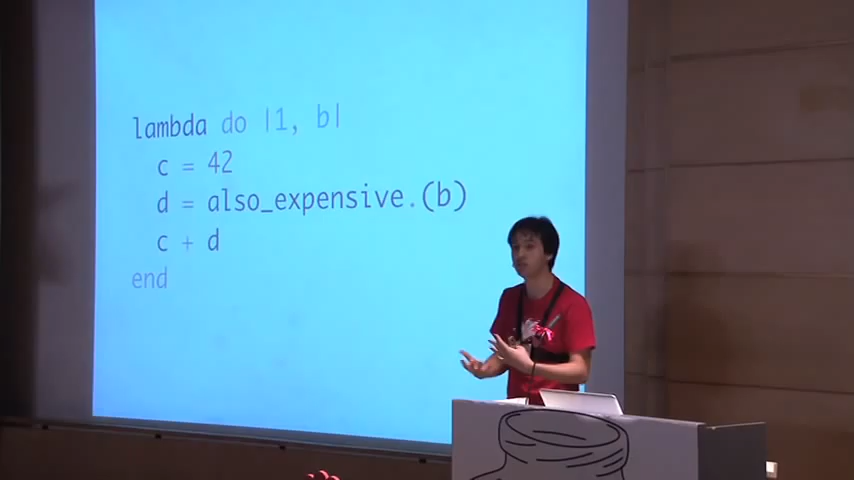 lambda do |1, b|
c = 42
d = also_expensive.(b)
c + d
end